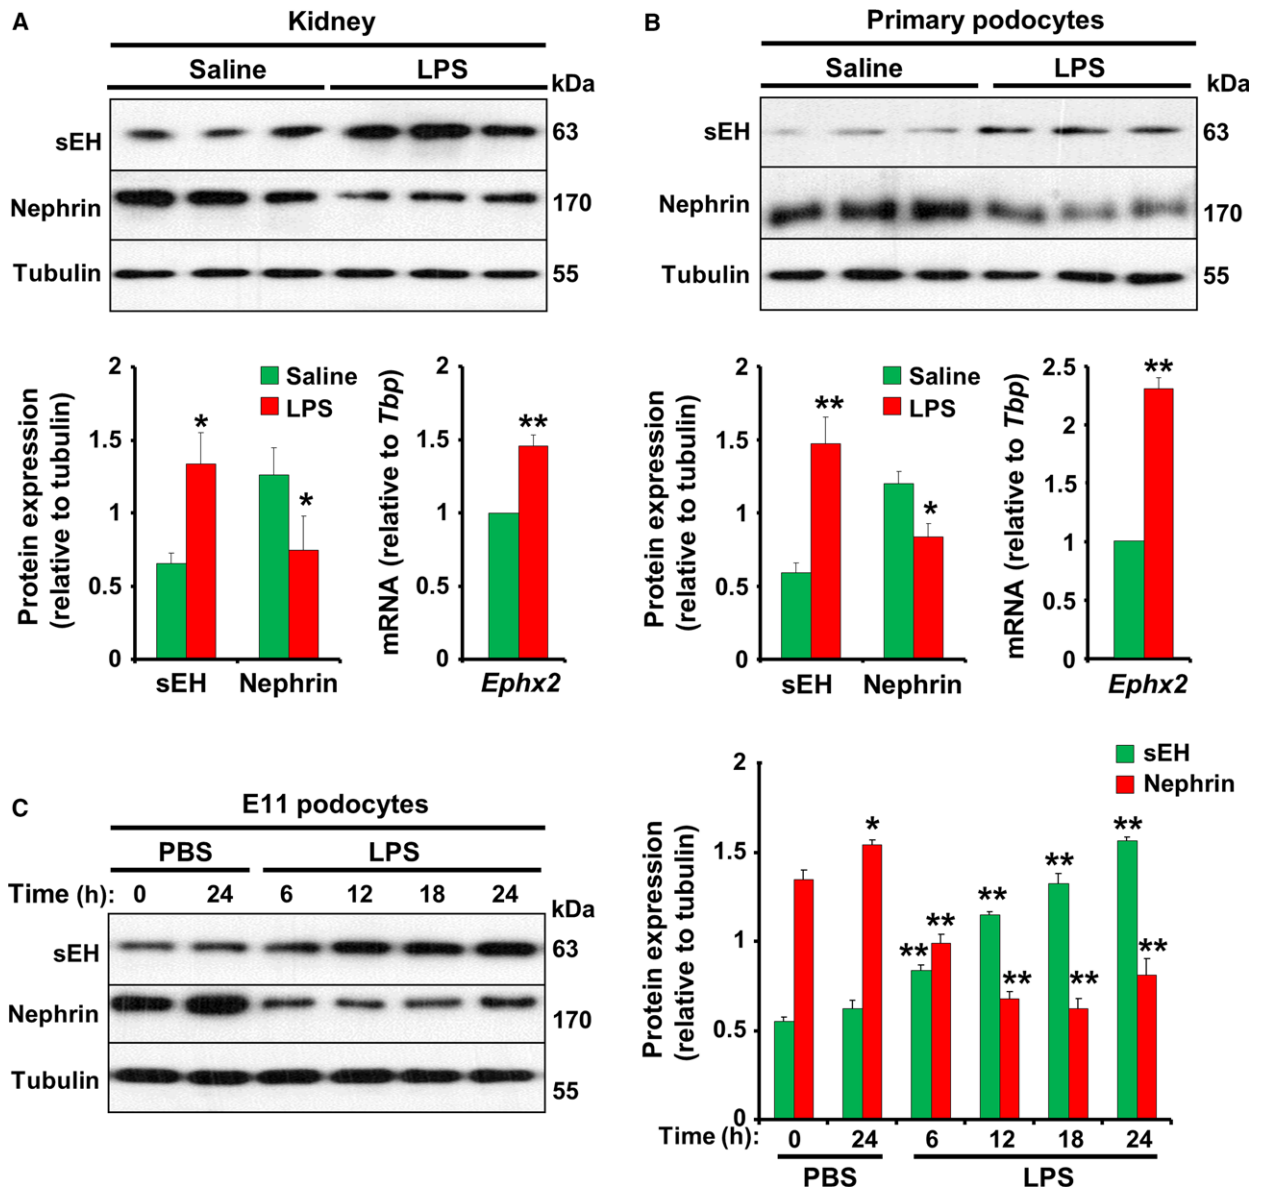 A
Kidney
Saline LPS
kDa
sEH 63
Nephrin 170
Tubulin 55
Protein expression
(relative to tubulin)
2
1.5
1
0.5
0
Saline
LPS
*
*
sEH Nephrin
mRNA (relative to Tbp)
2
1.5
1
0.5
0
**
Ephx2
B
Primary podocytes
Saline LPS
kDa
sEH 63
Nephrin 170
Tubulin 55
Protein expression
(relative to tubulin)
2
1.5
1
0.5
0
Saline
LPS
**
*
sEH Nephrin
mRNA (relative to Tbp)
2.5
2
1.5
1
0.5
0
**
Ephx2
C
E11 podocytes
PBS LPS
Time (h): 0 24 6 12 18 24
kDa
sEH 63
Nephrin 170
Tubulin 55
Protein expression
(relative to tubulin)
2
1.5
1
0.5
0
sEH
Nephrin
*
** **
** **
** **
** **
Time (h): 0 24 6 12 18 24
PBS LPS